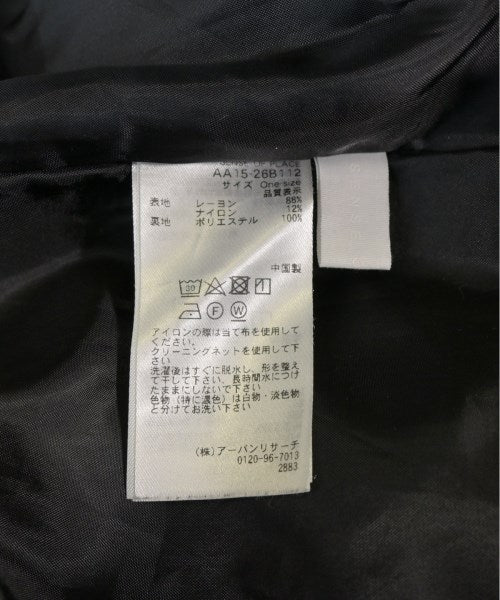 SENSE OF PLACE
AA15-26B112
サイズ One size
品質表示
表地 レーヨン 88%
ナイロン 12%
裏地 ポリエステル 100%
中国製
30
F W
アイロンの際は当て布を使用して
ください。
クリーニングネットを使用して下さい
洗濯後はすぐに脱水し、形を整え
て干して下さい、長時間水につけ
たままにしないで下さい
色物（特に濃色）は白物・淡色物
と分けてお洗い下さい
（株）アーバンリサーチ
0120-96-7013
2883